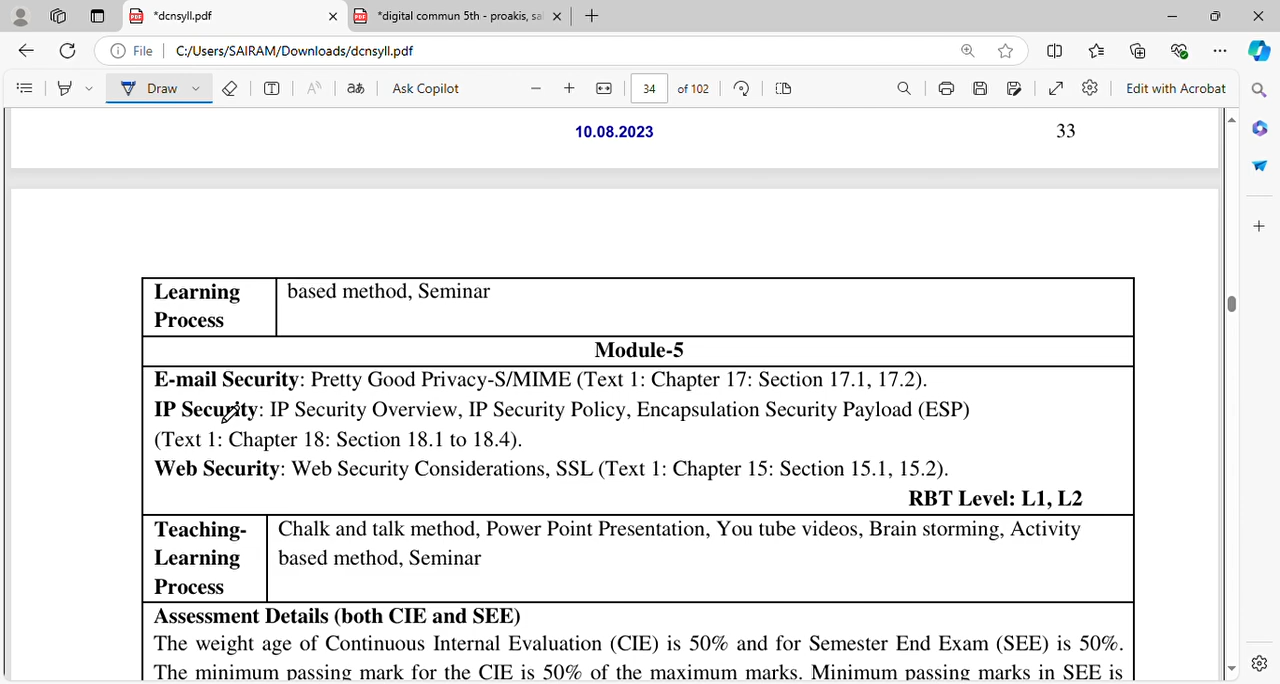 *dcnsyll.pdf
*digital commun 5th - proakis, sa
File
C:/Users/SAIRAM/Downloads/dcnsyll.pdf
Draw
aあ
Ask Copilot
34
of 102
Edit with Acrobat
10.08.2023
33
Learning
Process
based method, Seminar
Module-5
E-mail Security: Pretty Good Privacy-S/MIME (Text 1: Chapter 17: Section 17.1, 17.2).
IP Security: IP Security Overview, IP Security Policy, Encapsulation Security Payload (ESP)
(Text 1: Chapter 18: Section 18.1 to 18.4).
Web Security: Web Security Considerations, SSL (Text 1: Chapter 15: Section 15.1, 15.2).
RBT Level: L1, L2
Teaching-
Learning
Process
Chalk and talk method, Power Point Presentation, You tube videos, Brain storming, Activity
based method, Seminar
Assessment Details (both CIE and SEE)
The weight age of Continuous Internal Evaluation (CIE) is 50% and for Semester End Exam (SEE) is 50%.
The minimum passing mark for the CIE is 50% of the maximum marks. Minimum passing marks in SEE is